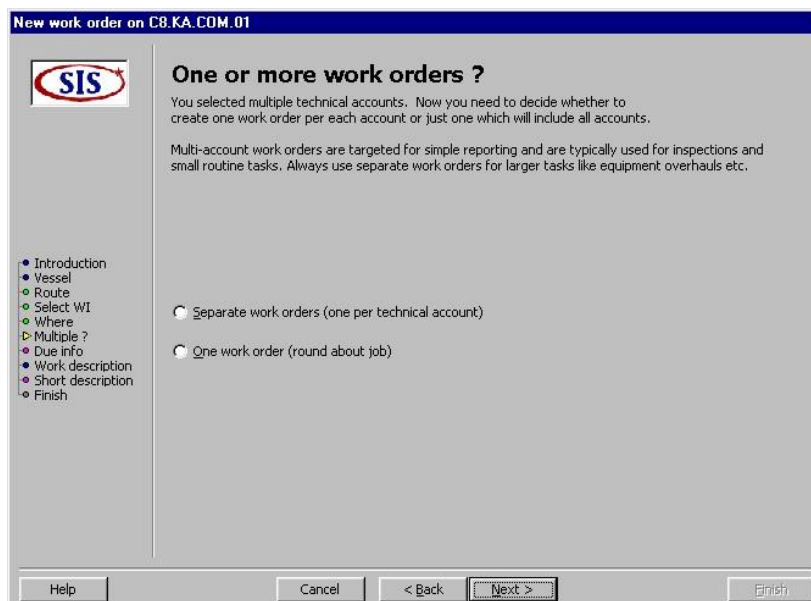 New work order on C8.KA.COM.01
SIS
One or more work orders ?
You selected multiple technical accounts. Now you need to decide whether to
create one work order per each account or just one which will include all accounts.
Multi-account work orders are targeted for simple reporting and are typically used for inspections and
small routine tasks. Always use separate work orders for larger tasks like equipment overhauls etc.
Introduction
Vessel
Route
Select WI
Where
Multiple ?
Due info
Work description
Short description
Finish
Separate work orders (one per technical account)
One work order (round about job)
Help
Cancel
< Back
Next >
Finish